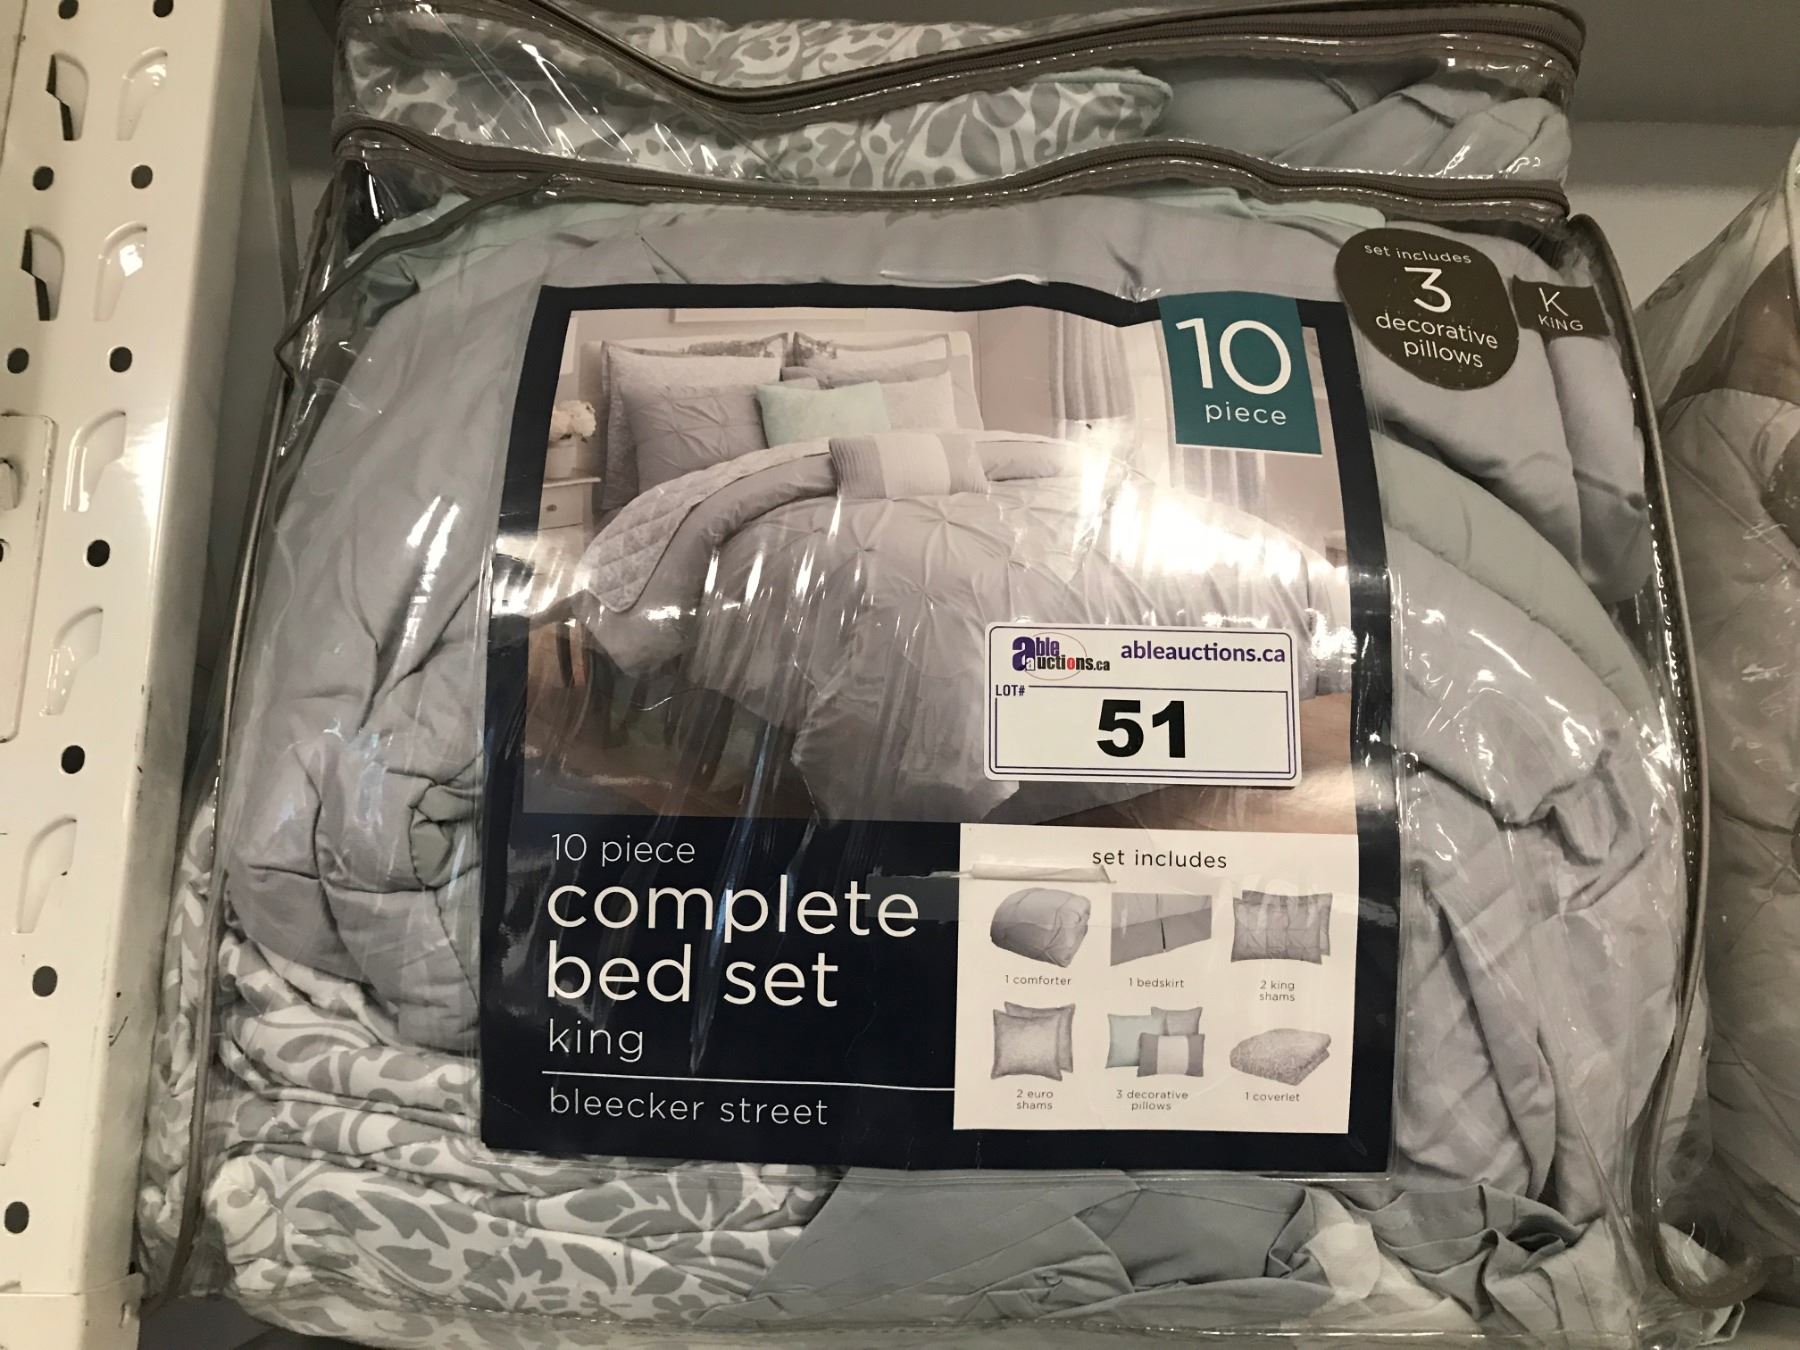 set includes
3
decorative
pillows
K
KING
10
piece
able
auctions.ca
ableauctions.ca
LOT#
51
10 piece
complete
bed set
king
bleecker street
set includes
1 comforter
1 bedskirt
2 king
shams
2 euro
shams
3 decorative
pillows
1 coverlet